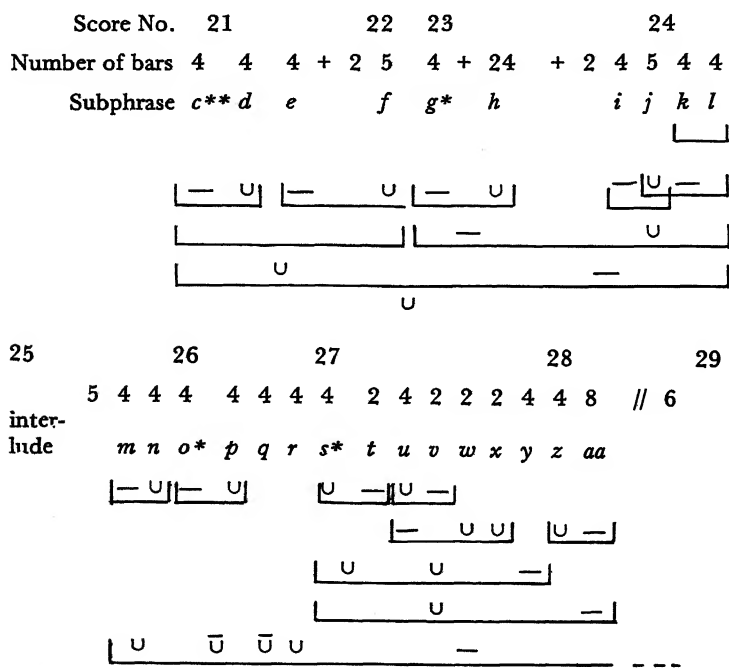 Score No. 21 22 23 24
Number of bars 4 4 4 + 2 5 4 + 24 + 2 4 5 4 4
Subphrase c** d e f g* h i j k l
— U — U — U — U —
— U
U —
U
25 26 27 28 29
5 4 4 4 4 4 4 4 2 4 2 2 2 4 4 8 // 6
inter-
lude m n o* p q r s* t u v w x y z aa
— U — U U — U —
— U U U —
U U —
U —
U Ū Ū U —